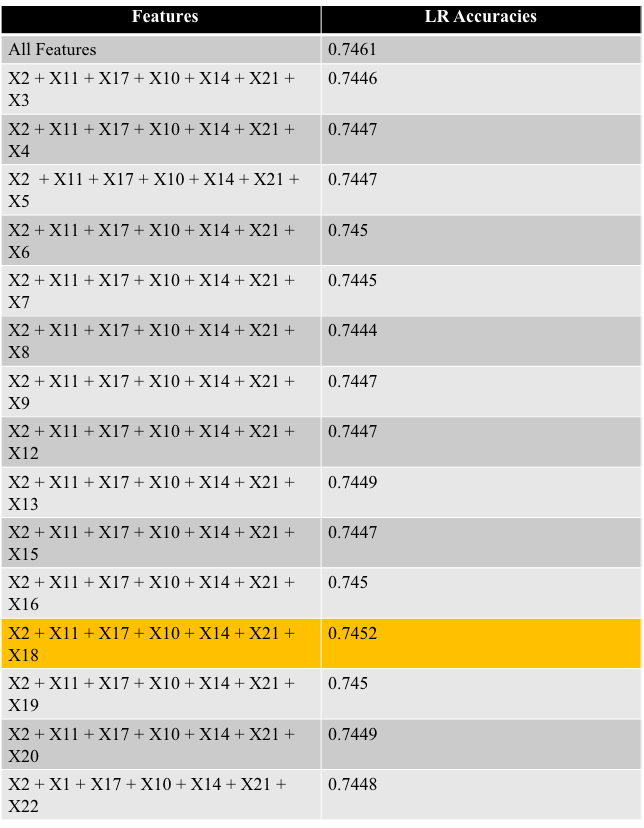 Features LR Accuracies
All Features 0.7461
X2 + X11 + X17 + X10 + X14 + X21 + 0.7446
X3
X2 + X11 + X17 + X10 + X14 + X21 + 0.7447
X4
X2 + X11 + X17 + X10 + X14 + X21 + 0.7447
X5
X2 + X11 + X17 + X10 + X14 + X21 + 0.745
X6
X2 + X11 + X17 + X10 + X14 + X21 + 0.7445
X7
X2 + X11 + X17 + X10 + X14 + X21 + 0.7444
X8
X2 + X11 + X17 + X10 + X14 + X21 + 0.7447
X9
X2 + X11 + X17 + X10 + X14 + X21 + 0.7447
X12
X2 + X11 + X17 + X10 + X14 + X21 + 0.7449
X13
X2 + X11 + X17 + X10 + X14 + X21 + 0.7447
X15
X2 + X11 + X17 + X10 + X14 + X21 + 0.745
X16
X2 + X11 + X17 + X10 + X14 + X21 + 0.7452
X18
X2 + X11 + X17 + X10 + X14 + X21 + 0.745
X19
X2 + X11 + X17 + X10 + X14 + X21 + 0.7449
X20
X2 + X1 + X17 + X10 + X14 + X21 + 0.7448
X22